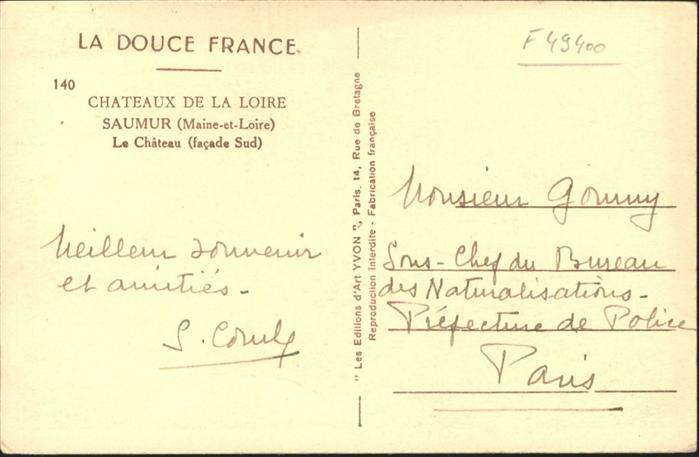 LA DOUCE FRANCE
140
CHATEAUX DE LA LOIRE
SAUMUR (Maine-et-Loire)
Le Château (façade Sud)
Meilleur souvenir
et amitiés -
S.
" Les Editions d'Art YVON ", Paris, 14, Rue de Bretagne
Reproduction interdite - Fabrication française
F 49400
Monsieur
Sous-Chef du Bureau
des Naturalisations -
Préfecture de Police
Paris